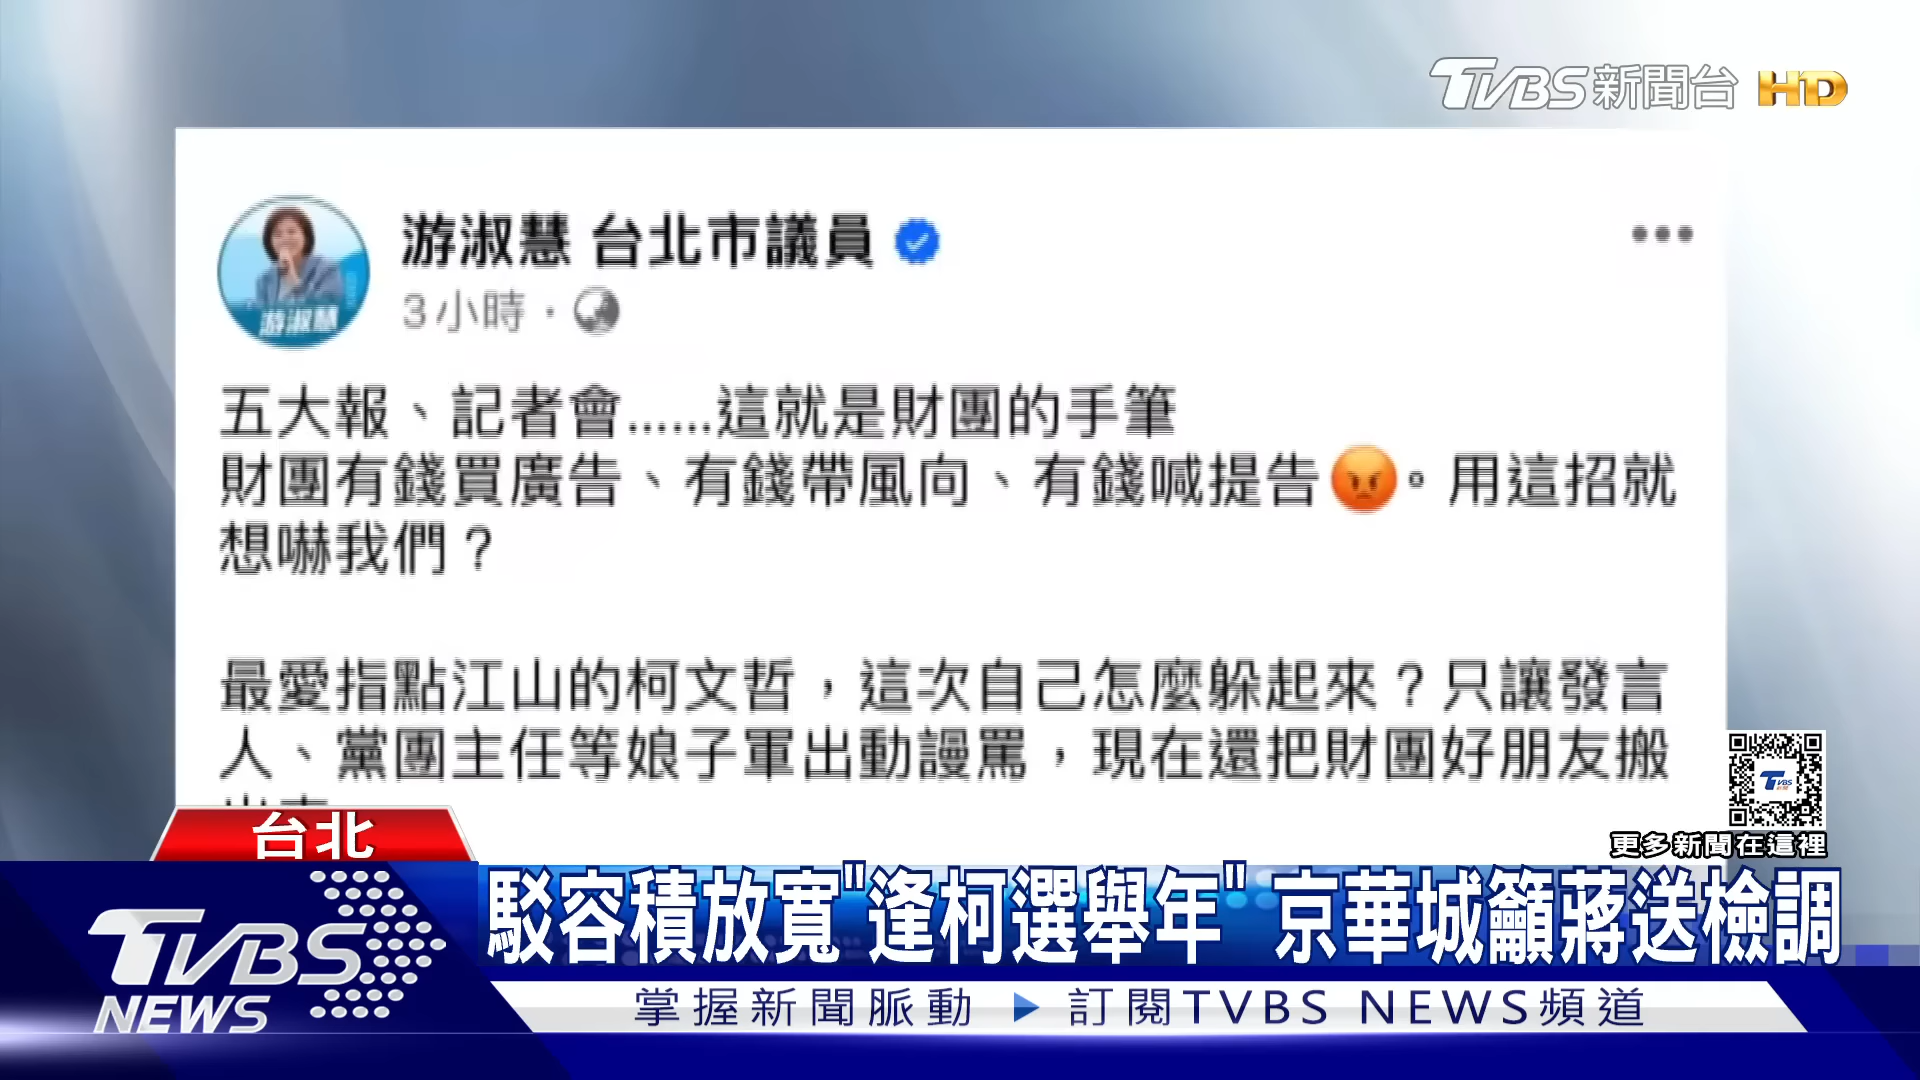 TVBS新聞台 HD
游淑慧 台北市議員
3 小時 ·
游淑慧
五大報、記者會......這就是財團的手筆
財團有錢買廣告、有錢帶風向、有錢喊提告😡。用這招就
想嚇我們？
最愛指點江山的柯文哲，這次自己怎麼躲起來？只讓發言
人、黨團主任等娘子軍出動謾罵，現在還把財團好朋友搬
TVBS
新聞
更多新聞在這裡
台北
駁容積放寬"逢柯選舉年" 京華城籲蔣送檢調
TVBS
NEWS
掌握新聞脈動 ▶ 訂閱TVBS NEWS頻道